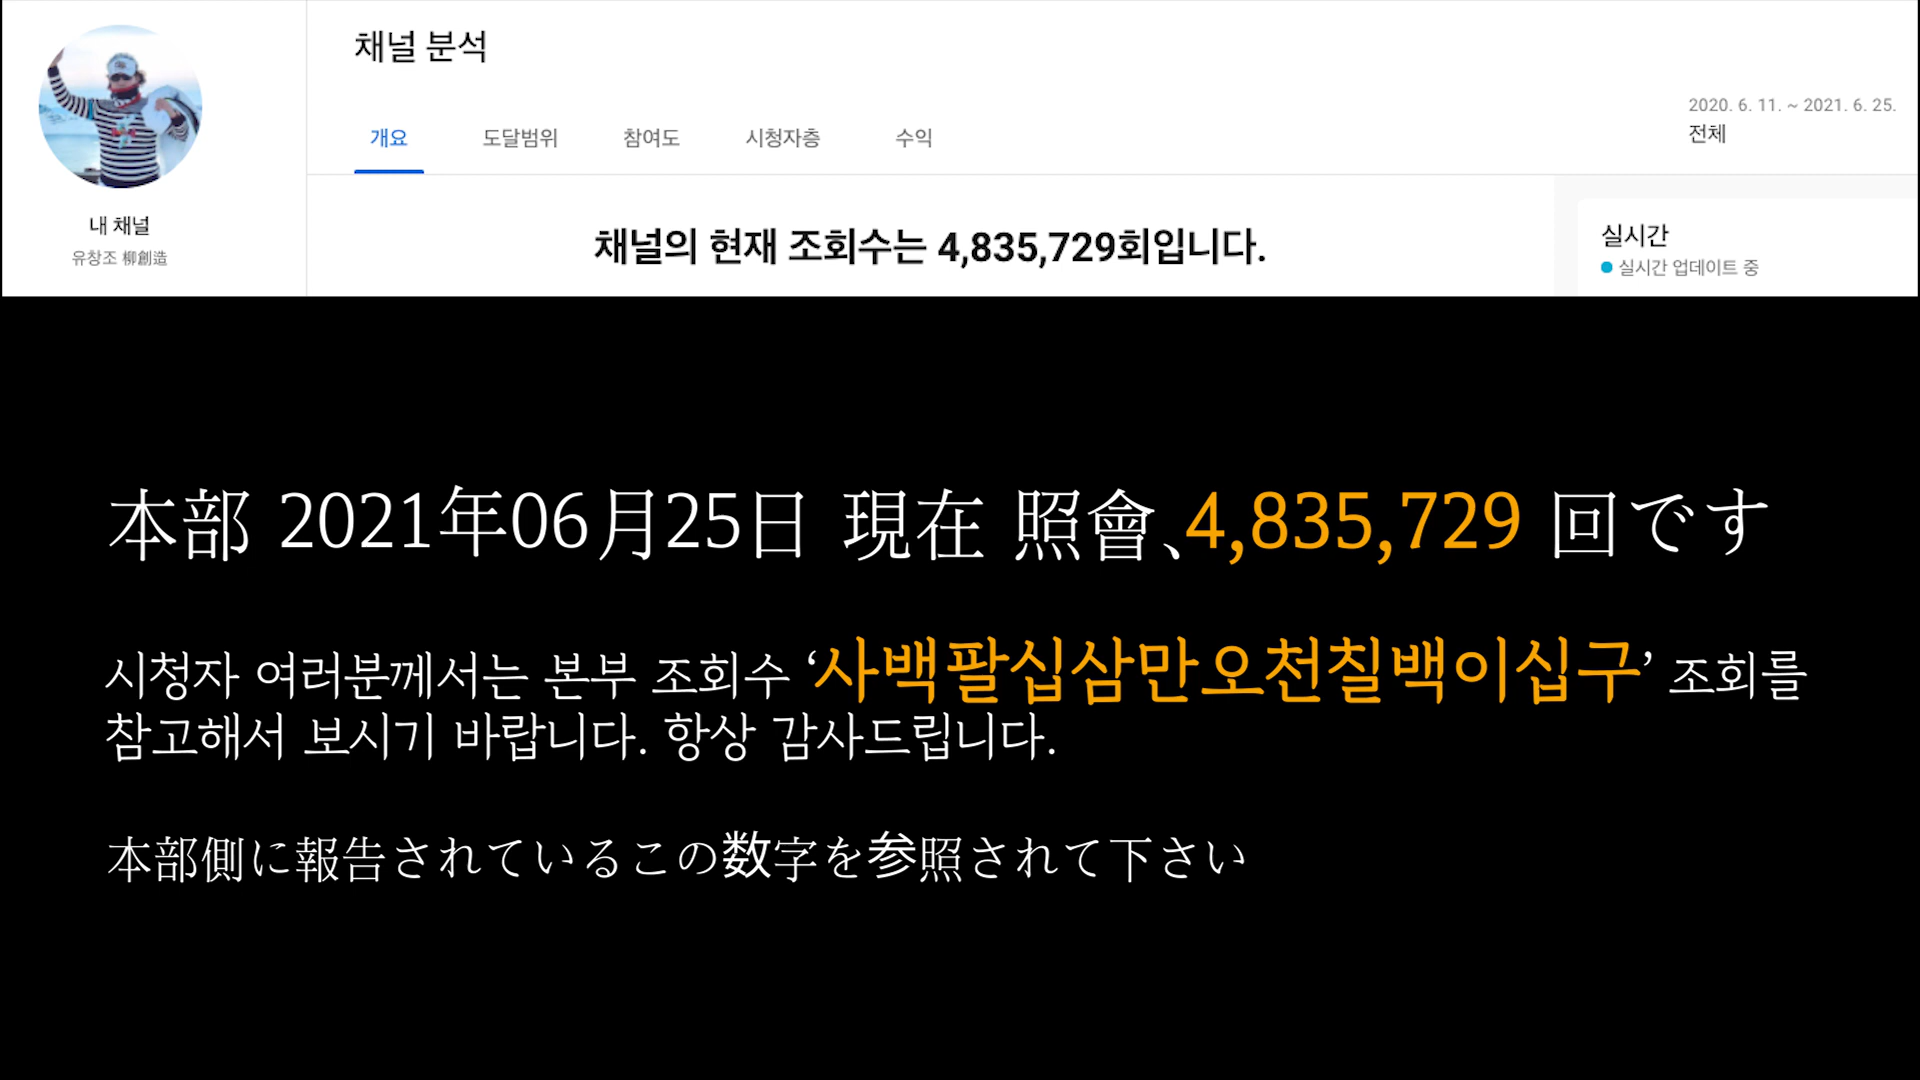 채널 분석
2020. 6. 11. ~ 2021. 6. 25.
전체
개요 도달범위 참여도 시청자층 수익
내 채널
유창조 柳創造
채널의 현재 조회수는 4,835,729회입니다.
실시간
실시간 업데이트 중
本部 2021年06月25日 現在 照會、4,835,729 回です
시청자 여러분께서는 본부 조회수 ‘사백팔십삼만오천칠백이십구’ 조회를
참고해서 보시기 바랍니다. 항상 감사드립니다.
本部側に報告されているこの数字を参照されて下さい